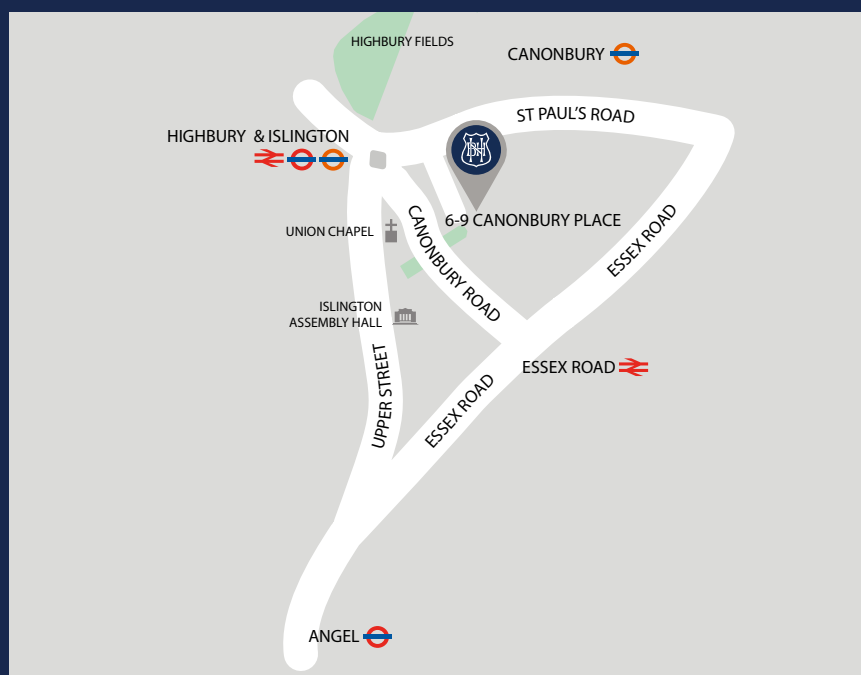 HIGHBURY FIELDS
CANONBURY
ST PAUL'S ROAD
HIGHBURY & ISLINGTON
6-9 CANONBURY PLACE
UNION CHAPEL
CANONBURY ROAD
ESSEX ROAD
ISLINGTON
ASSEMBLY HALL
UPPER STREET
ESSEX ROAD
ESSEX ROAD
ANGEL